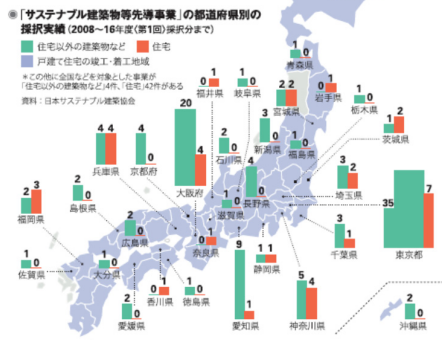 ◉「サステナブル建築物等先導事業」の都道府県別の
採択実績(2008〜16年度〈第1回〉採択分まで)
住宅以外の建築物など 住宅
戸建て住宅の竣工・着工地域
＊この他に全国などを対象とした事業が
「住宅以外の建築物など」4件、「住宅」42件がある
資料：日本サステナブル建築協会
1 0
青森県
0 1
岩手県
2 2
宮城県
1 0
福島県
1 0
栃木県
1 2
茨城県
0 1
福井県
1 0
岐阜県
3 0
新潟県
2 0
石川県
20 4
大阪府
4 4
兵庫県
4 0
京都府
4 0
長野県
1 0
滋賀県
3 2
埼玉県
35 7
東京都
3 1
千葉県
2 3
福岡県
2 0
島根県
2 0
広島県
0 1
奈良県
1 0
佐賀県
1 0
大分県
2 0
愛媛県
0 1
香川県
1 0
徳島県
9 1
愛知県
1 1
静岡県
5 4
神奈川県
2 0
沖縄県